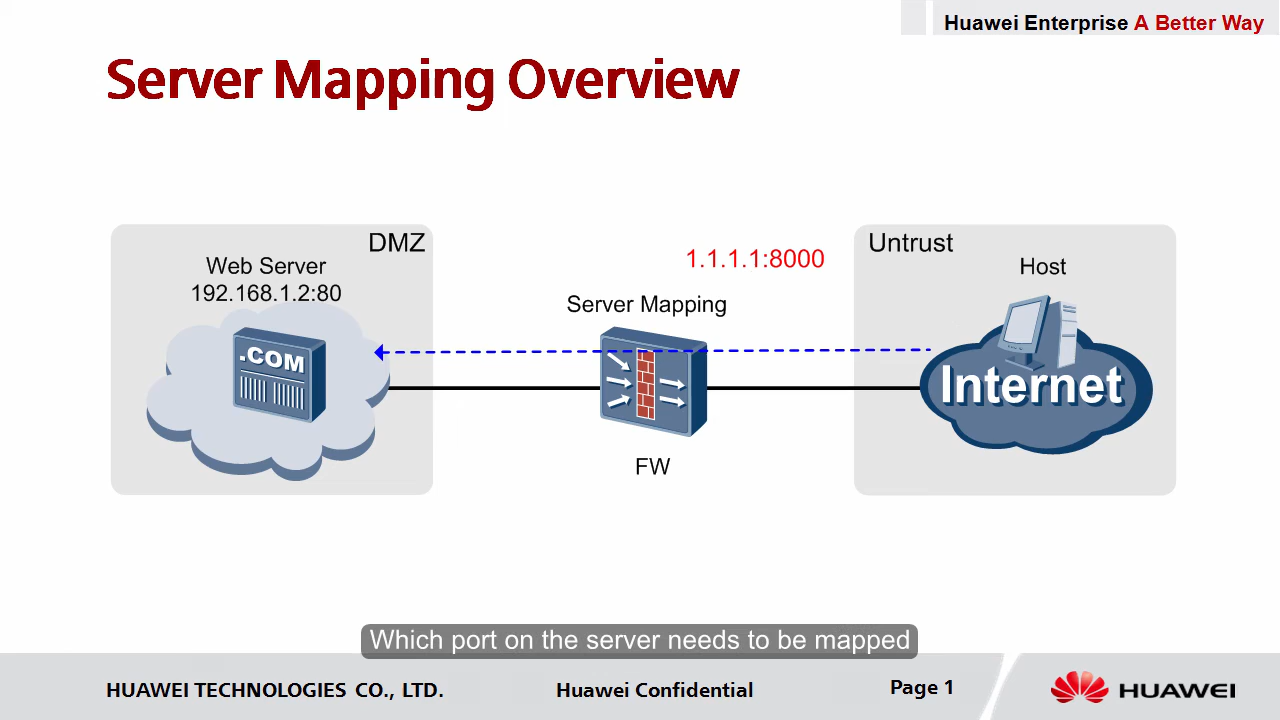 Huawei Enterprise A Better Way
Server Mapping Overview
DMZ
Web Server
192.168.1.2:80
.COM
1.1.1.1:8000
Server Mapping
FW
Untrust
Host
Internet
Which port on the server needs to be mapped
HUAWEI TECHNOLOGIES CO., LTD.
Huawei Confidential
Page 1
HUAWEI